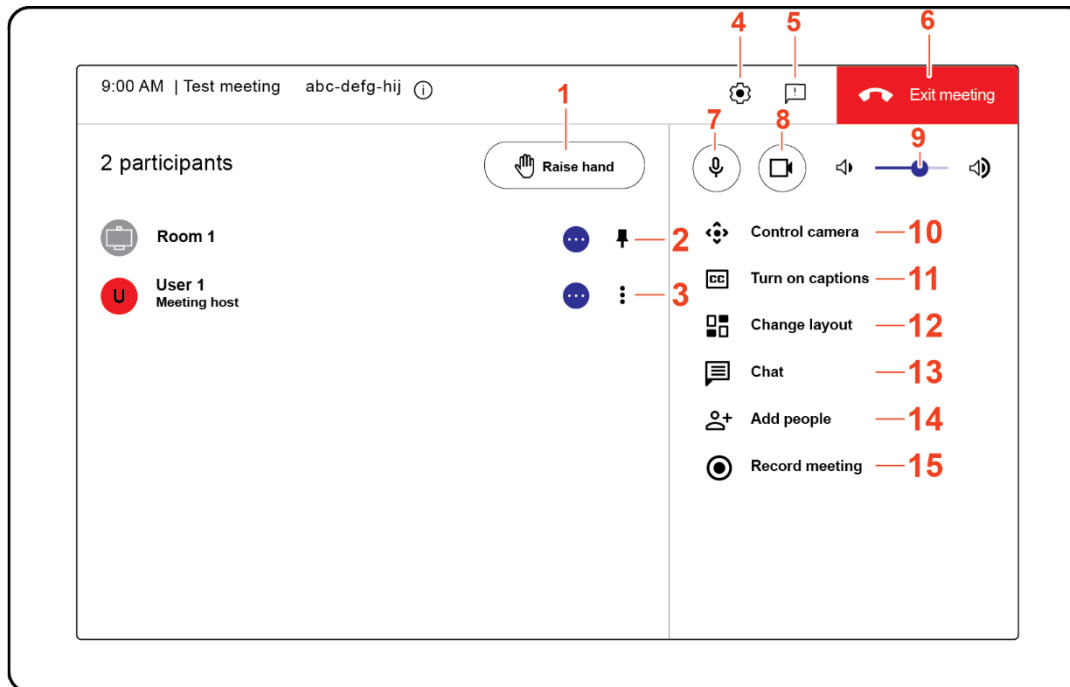 4 5 6
9:00 AM | Test meeting abc-defg-hij
Exit meeting
1 7 8 9
2 participants
Raise hand
Room 1
2
Control camera 10
U
User 1
Meeting host
3
Turn on captions 11
CC
Change layout 12
Chat 13
Add people 14
Record meeting 15